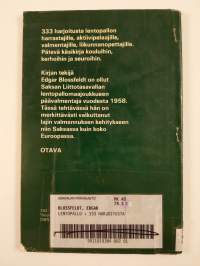 333 harjoitusta lentopallon
harrastajille, aktiivipelaajille,
valmentajille, liikunnanopettajille.
Pätevä käsikirja kouluihin,
kerhoihin ja seuroihin.
Kirjan tekijä
Edgar Blossfeldt on ollut
Saksan Liittotasavallan
lentopallomaajoukkueen
päävalmentaja vuodesta 1958.
Tässä tehtävässä hän on
merkittävästi vaikuttanut
lajin valmennuksen kehitykseen
niin Saksassa kuin koko
Euroopassa.
OTAVA
BLOSSFELDT, EDGAR
LENTOPALLO : 333 HARJOITUSTA